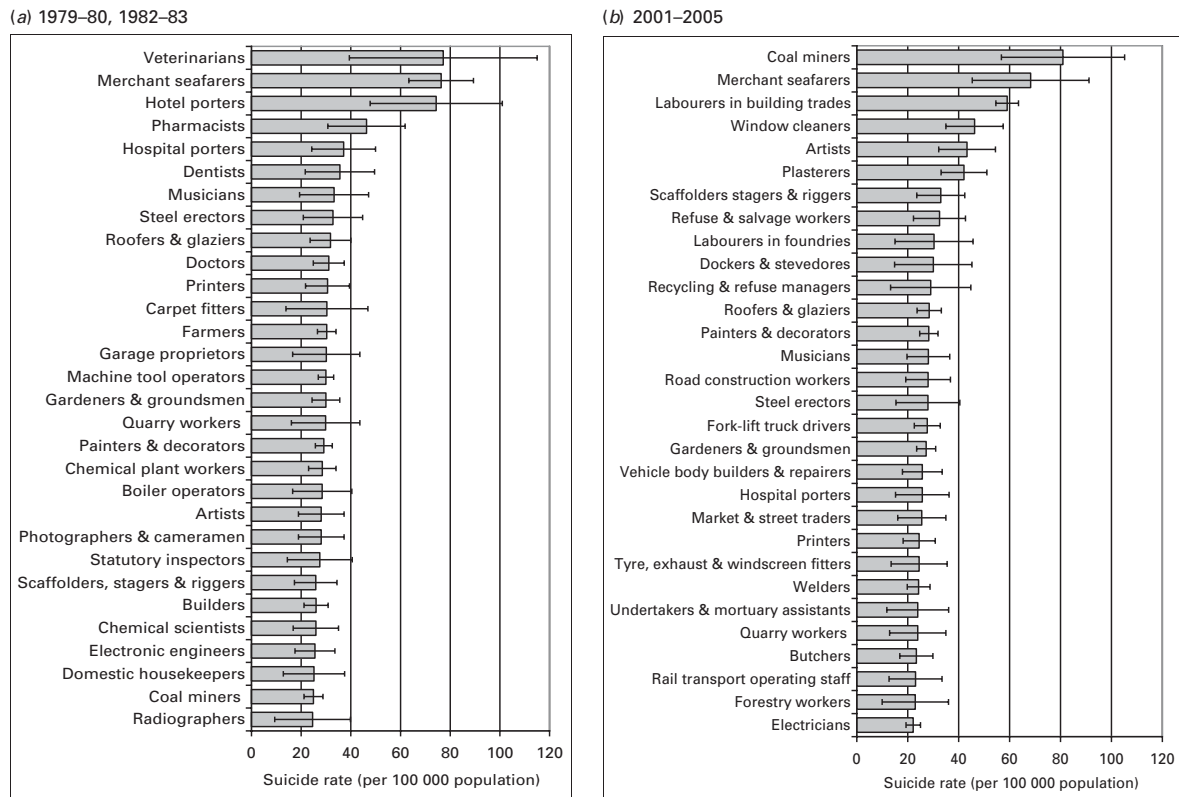 (a) 1979–80, 1982–83
Veterinarians
Merchant seafarers
Hotel porters
Pharmacists
Hospital porters
Dentists
Musicians
Steel erectors
Roofers & glaziers
Doctors
Printers
Carpet fitters
Farmers
Garage proprietors
Machine tool operators
Gardeners & groundsmen
Quarry workers
Painters & decorators
Chemical plant workers
Boiler operators
Artists
Photographers & cameramen
Statutory inspectors
Scaffolders, stagers & riggers
Builders
Chemical scientists
Electronic engineers
Domestic housekeepers
Coal miners
Radiographers
0 20 40 60 80 100 120
Suicide rate (per 100 000 population)
(b) 2001–2005
Coal miners
Merchant seafarers
Labourers in building trades
Window cleaners
Artists
Plasterers
Scaffolders stagers & riggers
Refuse & salvage workers
Labourers in foundries
Dockers & stevedores
Recycling & refuse managers
Roofers & glaziers
Painters & decorators
Musicians
Road construction workers
Steel erectors
Fork-lift truck drivers
Gardeners & groundsmen
Vehicle body builders & repairers
Hospital porters
Market & street traders
Printers
Tyre, exhaust & windscreen fitters
Welders
Undertakers & mortuary assistants
Quarry workers
Butchers
Rail transport operating staff
Forestry workers
Electricians
0 20 40 60 80 100 120
Suicide rate (per 100 000 population)